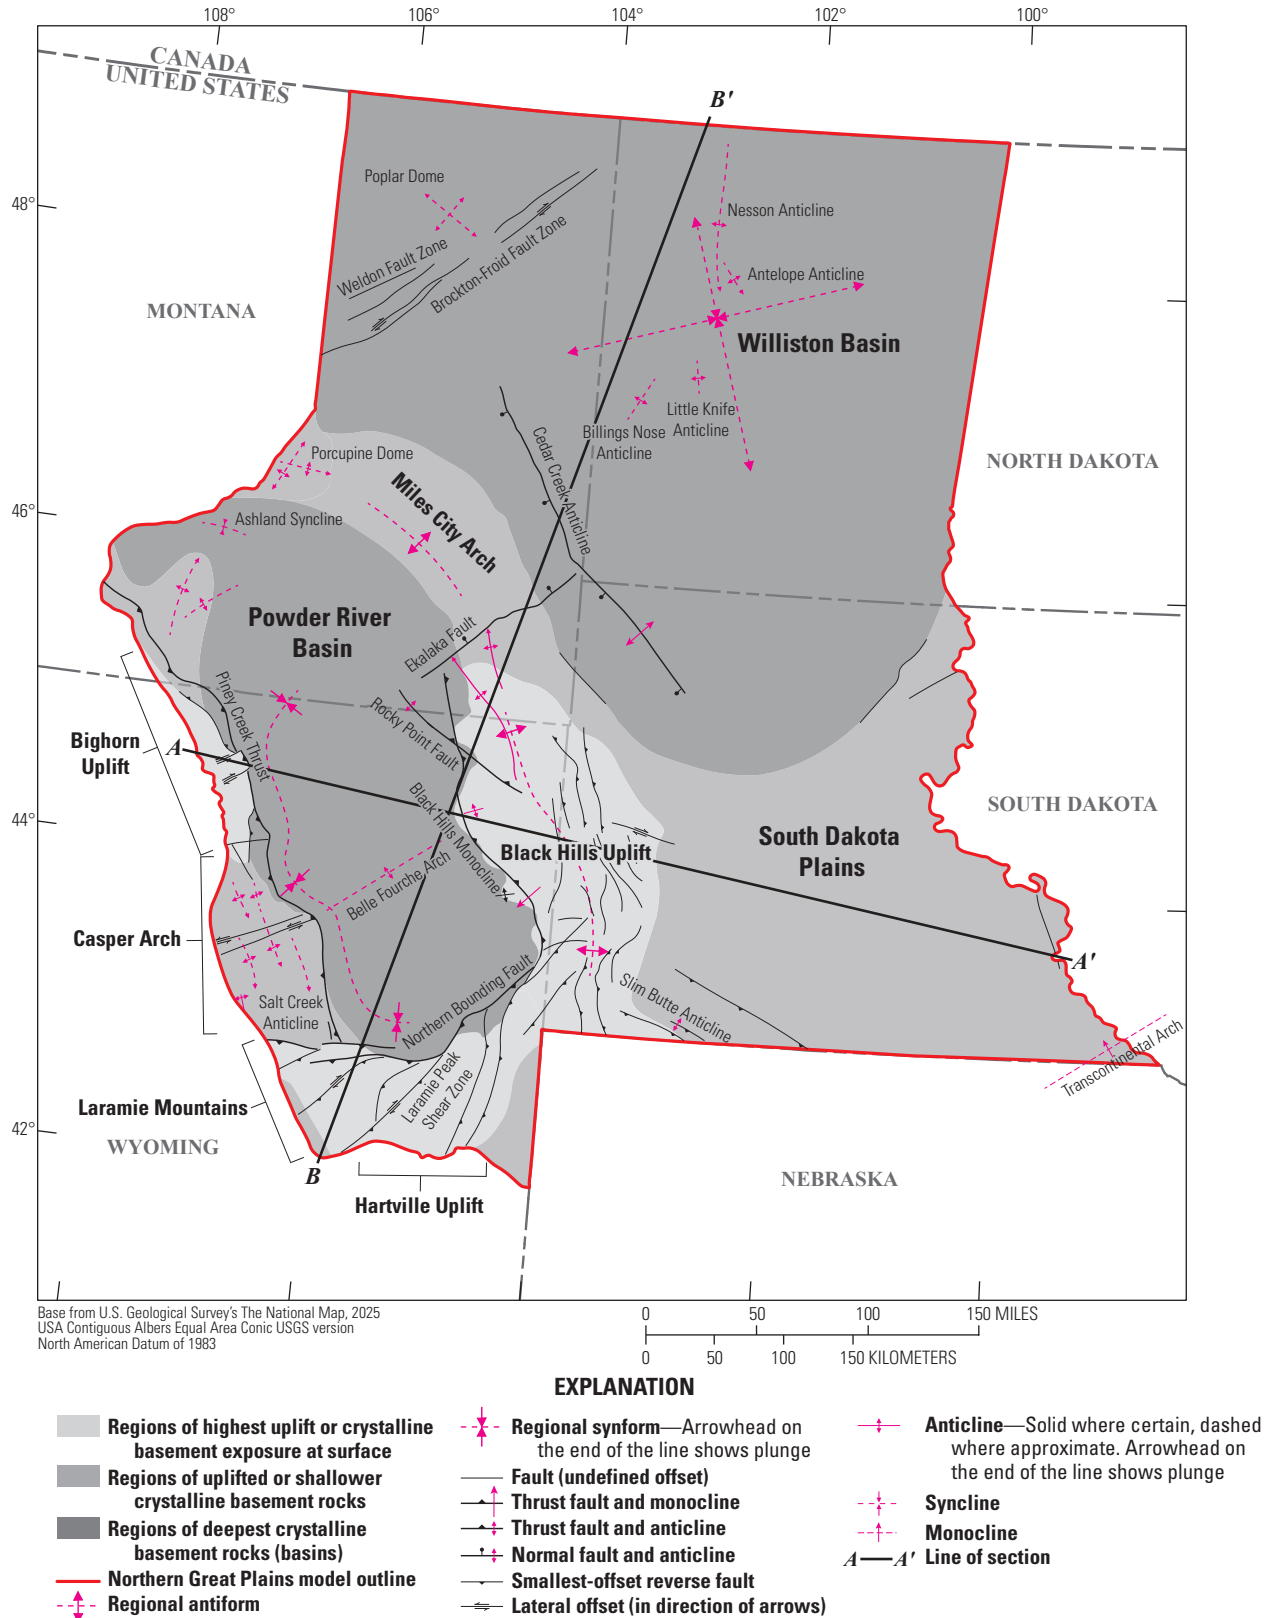 108°
106°
104°
102°
100°
CANADA
UNITED STATES
B′
Poplar Dome
48°
Nesson Anticline
Weldon Fault Zone
Brockton-Froid Fault Zone
Antelope Anticline
MONTANA
Williston Basin
Little Knife
Anticline
Billings Nose
Anticline
Cedar Creek Anticline
Porcupine Dome
NORTH DAKOTA
Miles City Arch
46°
Ashland Syncline
Powder River
Basin
Ekalaka Fault
Piney Creek Thrust
Rocky Point Fault
Bighorn
Uplift
A
Black Hills Monocline
44°
SOUTH DAKOTA
Black Hills Uplift
South Dakota
Plains
Belle Fourche Arch
Casper Arch
A′
Salt Creek
Anticline
Northern Bounding Fault
Slim Butte Anticline
Transcontinental Arch
Laramie Peak
Shear Zone
Laramie Mountains
42°
WYOMING
B
NEBRASKA
Hartville Uplift
Base from U.S. Geological Survey's The National Map, 2025
USA Contiguous Albers Equal Area Conic USGS version
North American Datum of 1983
0 50 100 150 MILES
0 50 100 150 KILOMETERS
EXPLANATION
Regions of highest uplift or crystalline
basement exposure at surface
Regions of uplifted or shallower
crystalline basement rocks
Regions of deepest crystalline
basement rocks (basins)
Northern Great Plains model outline
Regional antiform
Regional synform—Arrowhead on
the end of the line shows plunge
Fault (undefined offset)
Thrust fault and monocline
Thrust fault and anticline
Normal fault and anticline
Smallest-offset reverse fault
Lateral offset (in direction of arrows)
Anticline—Solid where certain, dashed
where approximate. Arrowhead on
the end of the line shows plunge
Syncline
Monocline
A A′ Line of section